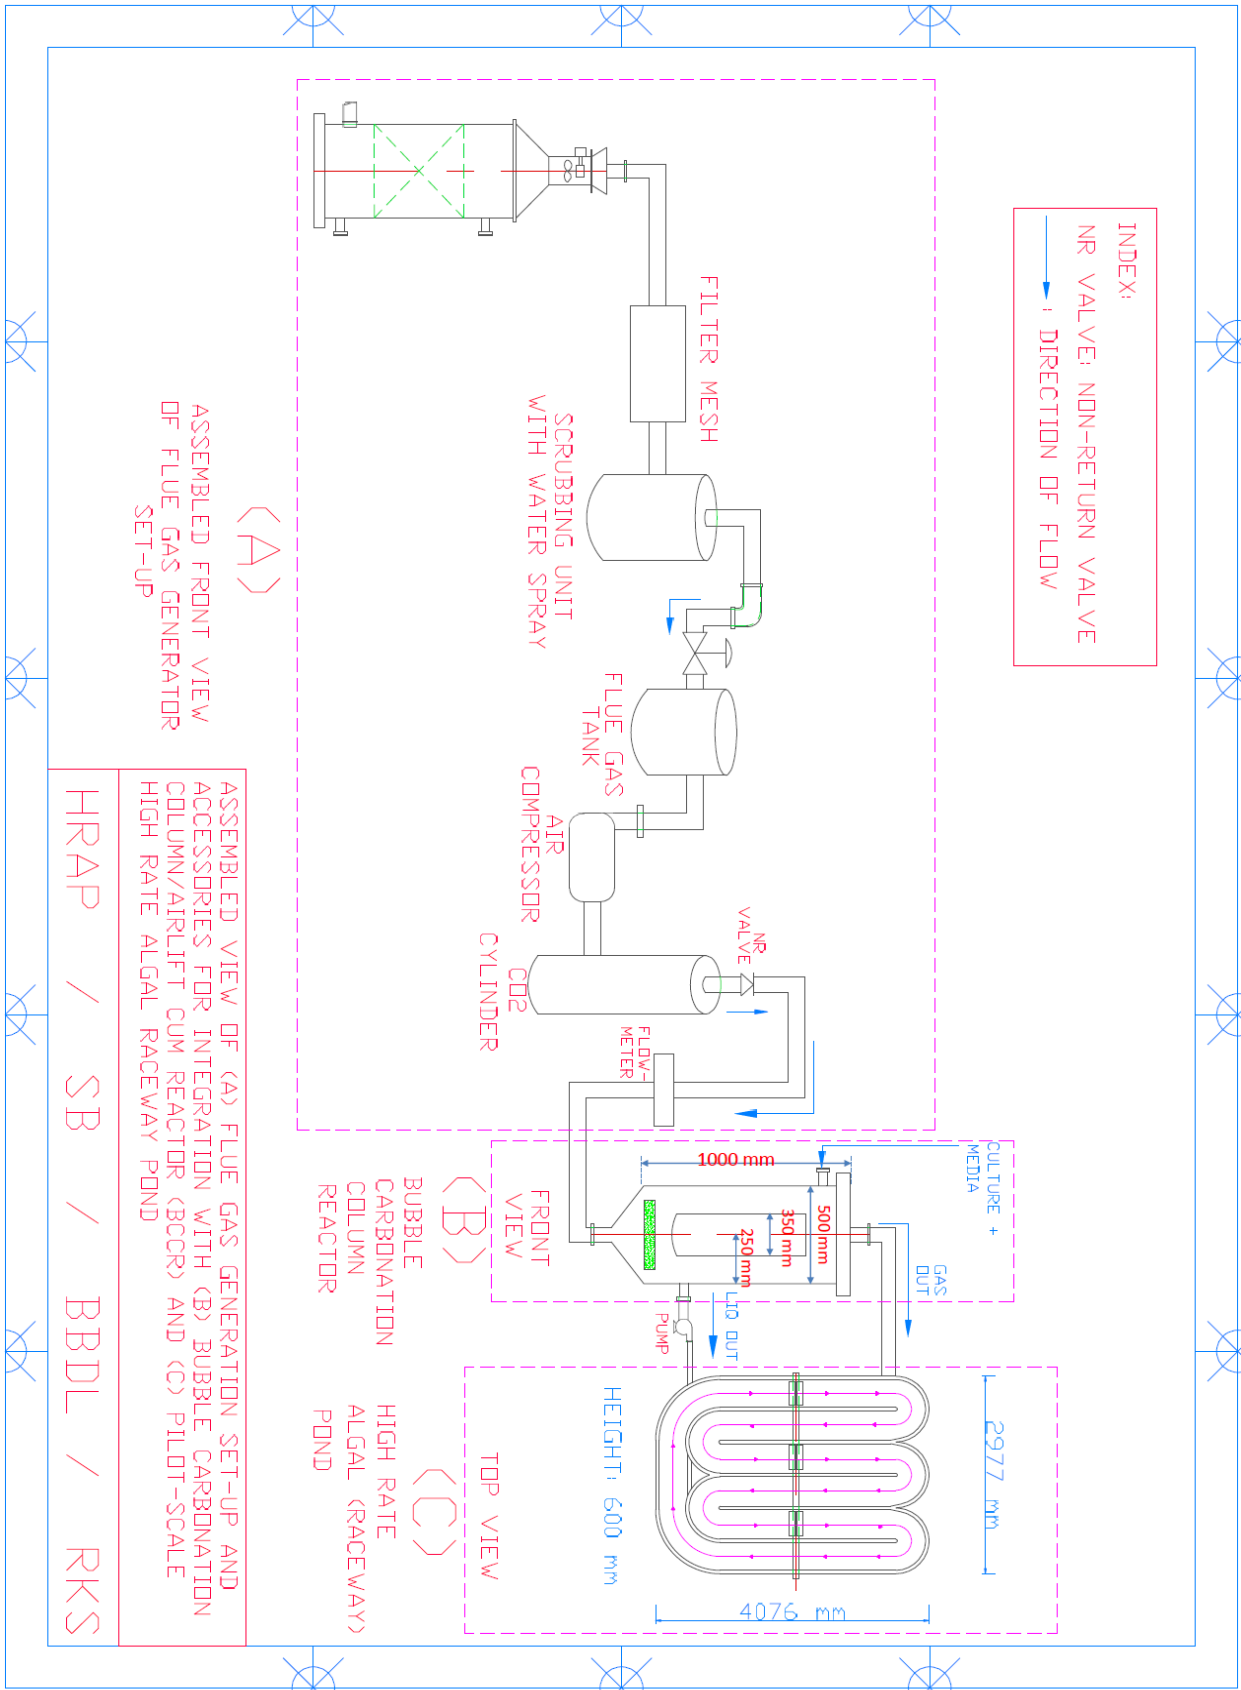 INDEX:
NR VALVE: NON-RETURN VALVE
: DIRECTION OF FLOW
FILTER MESH
SCRUBBING UNIT
WITH WATER SPRAY
FLUE GAS
TANK
AIR
COMPRESSOR
CO2
CYLINDER
NR
VALVE
FLOW-
METER
(A)
ASSEMBLED FRONT VIEW
OF FLUE GAS GENERATOR
SET-UP
CULTURE +
MEDIA
1000 mm
500 mm
350 mm
250 mm
GAS
OUT
LIQ OUT
PUMP
FRONT
VIEW
(B)
BUBBLE
CARBONATION
COLUMN
REACTOR
2977 mm
4076 mm
HEIGHT: 600 mm
TOP VIEW
(C)
HIGH RATE
ALGAL (RACEWAY)
POND
ASSEMBLED VIEW OF (A) FLUE GAS GENERATION SET-UP AND
ACCESSORIES FOR INTEGRATION WITH (B) BUBBLE CARBONATION
COLUMN/AIRLIFT CUM REACTOR (BCCR) AND (C) PILOT-SCALE
HIGH RATE ALGAL RACEWAY POND
HRAP / SB / BBDL / RKS